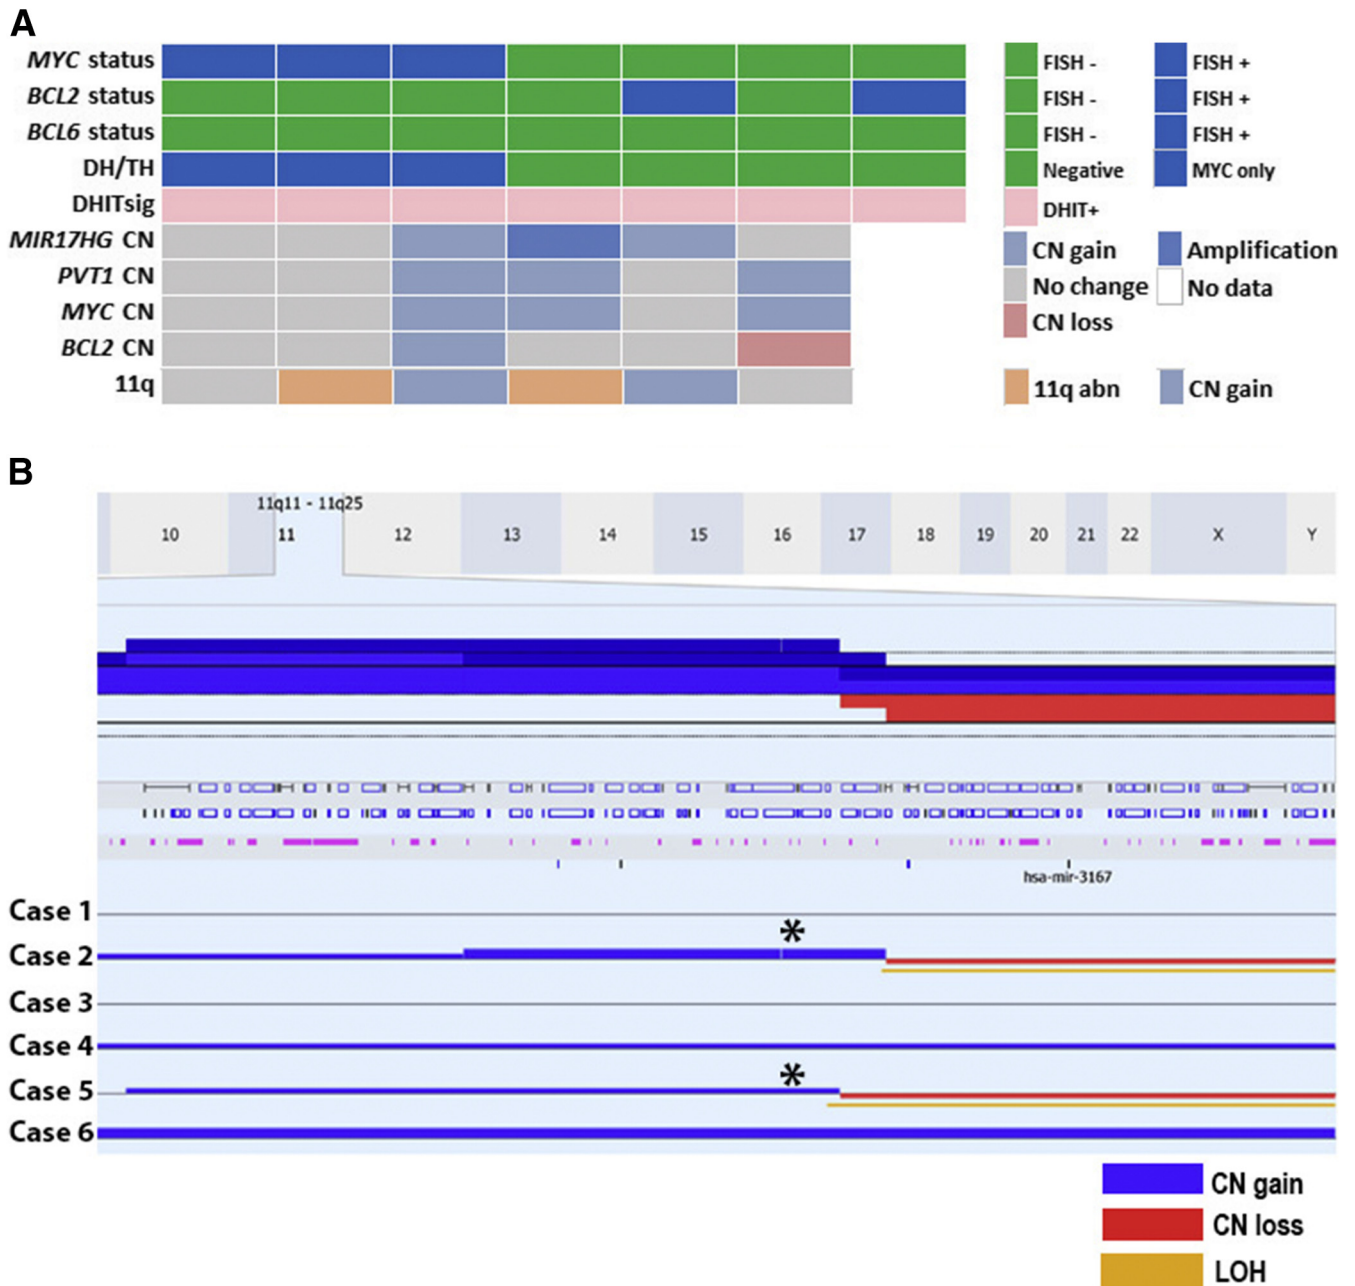 A
MYC status
BCL2 status
BCL6 status
DH/TH
DHITsig
MIR17HG CN
PVT1 CN
MYC CN
BCL2 CN
11q
FISH - FISH +
FISH - FISH +
FISH - FISH +
Negative MYC only
DHIT+
CN gain Amplification
No change No data
CN loss
11q abn CN gain
B
11q11 - 11q25
10 11 12 13 14 15 16 17 18 19 20 21 22 X Y
hsa-mir-3167
Case 1
*
Case 2
Case 3
Case 4
*
Case 5
Case 6
CN gain
CN loss
LOH